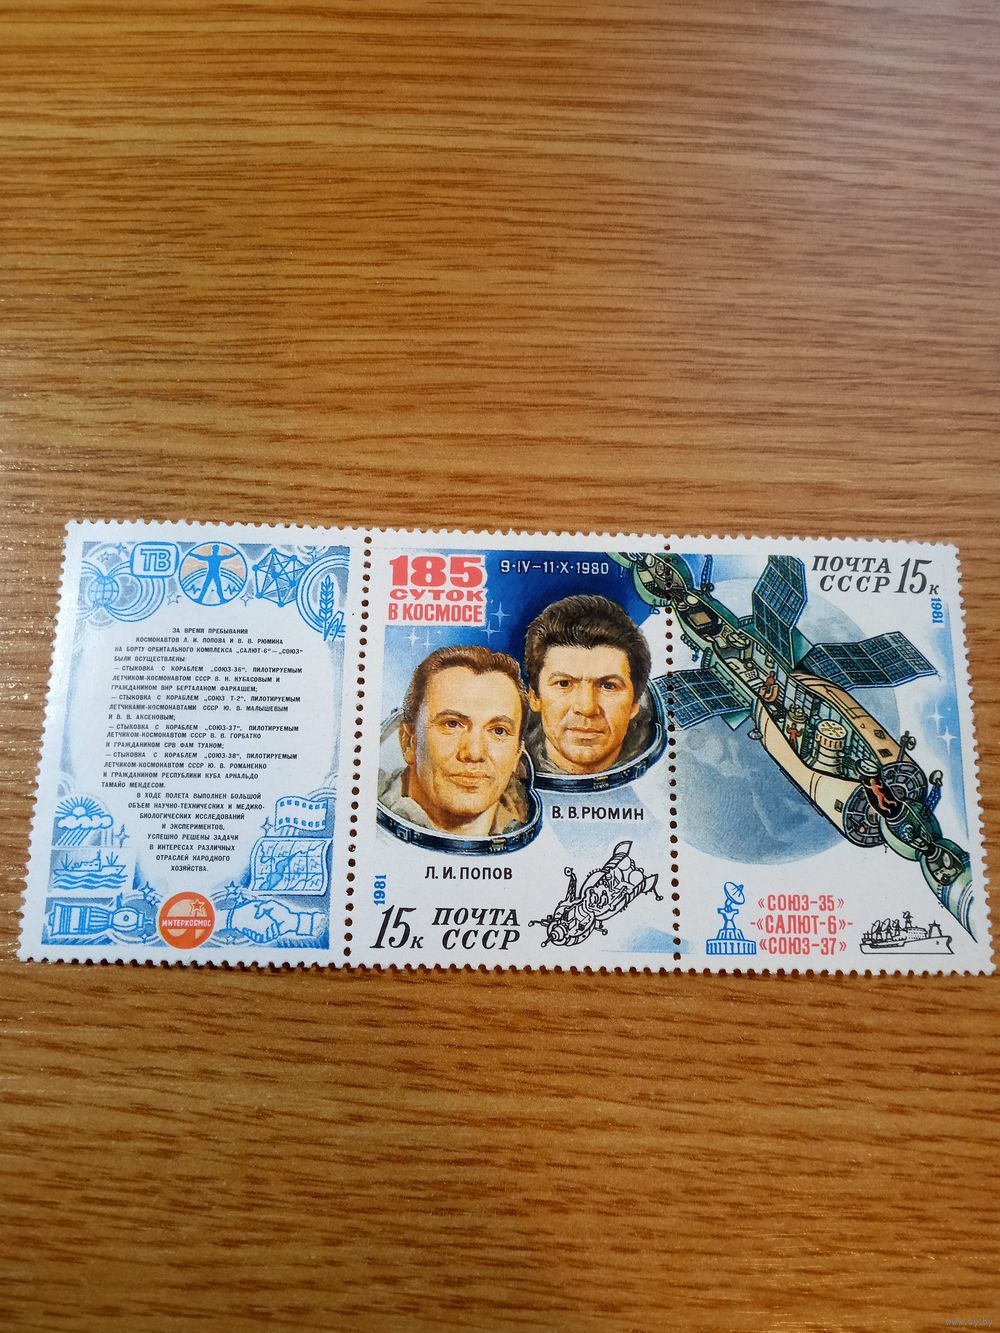 ТВ
ЗА ВРЕМЯ ПРЕБЫВАНИЯ
КОСМОНАВТОВ Л. И. ПОПОВА И В. В. РЮМИНА
НА БОРТУ ОРБИТАЛЬНОГО КОМПЛЕКСА „САЛЮТ-6“—„СОЮЗ“
БЫЛИ ОСУЩЕСТВЛЕНЫ:
— СТЫКОВКА С КОРАБЛЕМ „СОЮЗ-36“, ПИЛОТИРУЕМЫМ
ЛЕТЧИКОМ-КОСМОНАВТОМ СССР В. Н. КУБАСОВЫМ И
ГРАЖДАНИНОМ ВНР БЕРТАЛАНОМ ФАРКАШЕМ;
— СТЫКОВКА С КОРАБЛЕМ „СОЮЗ Т-2“, ПИЛОТИРУЕМЫМ
ЛЕТЧИКАМИ-КОСМОНАВТАМИ СССР Ю. В. МАЛЫШЕВЫМ
И В. В. АКСЕНОВЫМ;
— СТЫКОВКА С КОРАБЛЕМ „СОЮЗ-37“, ПИЛОТИРУЕМЫМ
ЛЕТЧИКОМ-КОСМОНАВТОМ СССР В. В. ГОРБАТКО
И ГРАЖДАНИНОМ СРВ ФАМ ТУАНОМ;
— СТЫКОВКА С КОРАБЛЕМ „СОЮЗ-38“, ПИЛОТИРУЕМЫМ
ЛЕТЧИКОМ-КОСМОНАВТОМ СССР Ю. В. РОМАНЕНКО
И ГРАЖДАНИНОМ РЕСПУБЛИКИ КУБА АРНАЛЬДО
ТАМАЙО МЕНДЕСОМ.
В ХОДЕ ПОЛЕТА ВЫПОЛНЕН БОЛЬШОЙ
ОБЪЕМ НАУЧНО-ТЕХНИЧЕСКИХ И МЕДИКО-
БИОЛОГИЧЕСКИХ ИССЛЕДОВАНИЙ
И ЭКСПЕРИМЕНТОВ,
УСПЕШНО РЕШЕНЫ ЗАДАЧИ
В ИНТЕРЕСАХ РАЗЛИЧНЫХ
ОТРАСЛЕЙ НАРОДНОГО
ХОЗЯЙСТВА.
ИНТЕРКОСМОС
185
СУТОК
В КОСМОСЕ
9·IV—11·X·1980
В. В. РЮМИН
Л. И. ПОПОВ
1981
15к ПОЧТА
СССР
ПОЧТА
СССР 15к
1981
«СОЮЗ-35»
-«САЛЮТ-6»-
«СОЮЗ-37»
www.ay.by